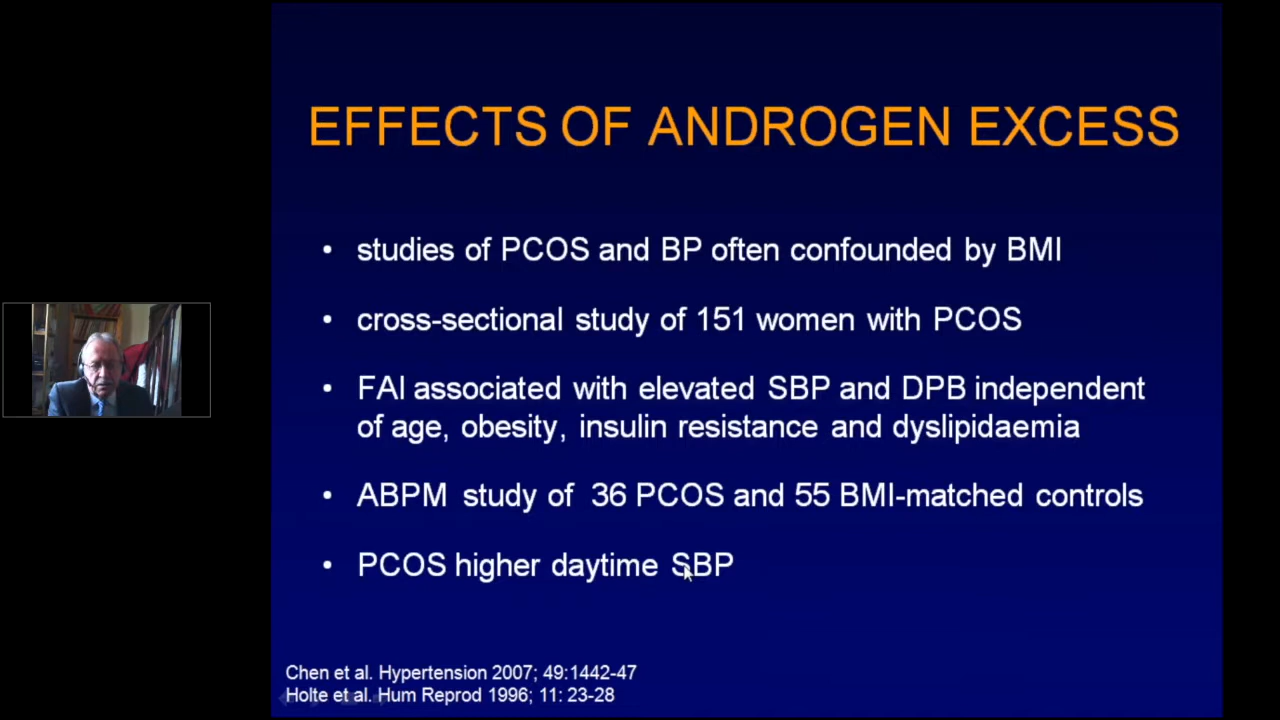 EFFECTS OF ANDROGEN EXCESS
• studies of PCOS and BP often confounded by BMI
• cross-sectional study of 151 women with PCOS
• FAI associated with elevated SBP and DPB independent
of age, obesity, insulin resistance and dyslipidaemia
• ABPM study of 36 PCOS and 55 BMI-matched controls
• PCOS higher daytime SBP
Chen et al. Hypertension 2007; 49:1442-47
Holte et al. Hum Reprod 1996; 11: 23-28